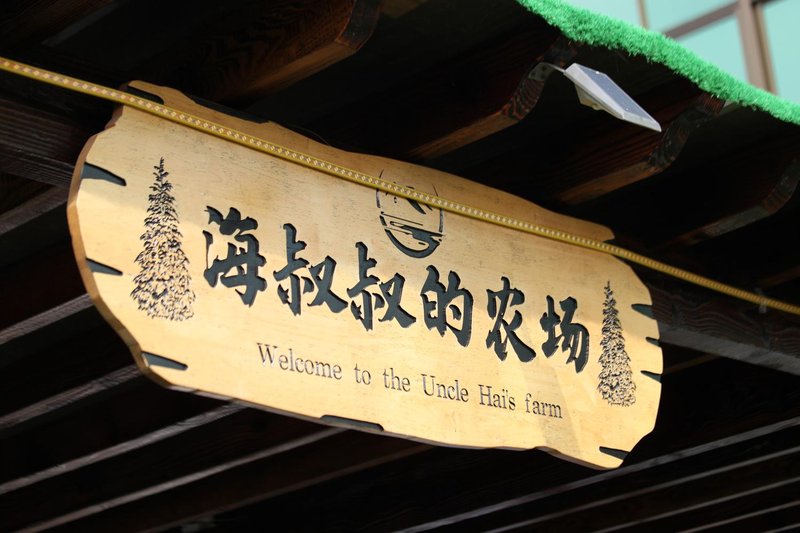 海叔叔的农场
Welcome to the Uncle Hai's farm